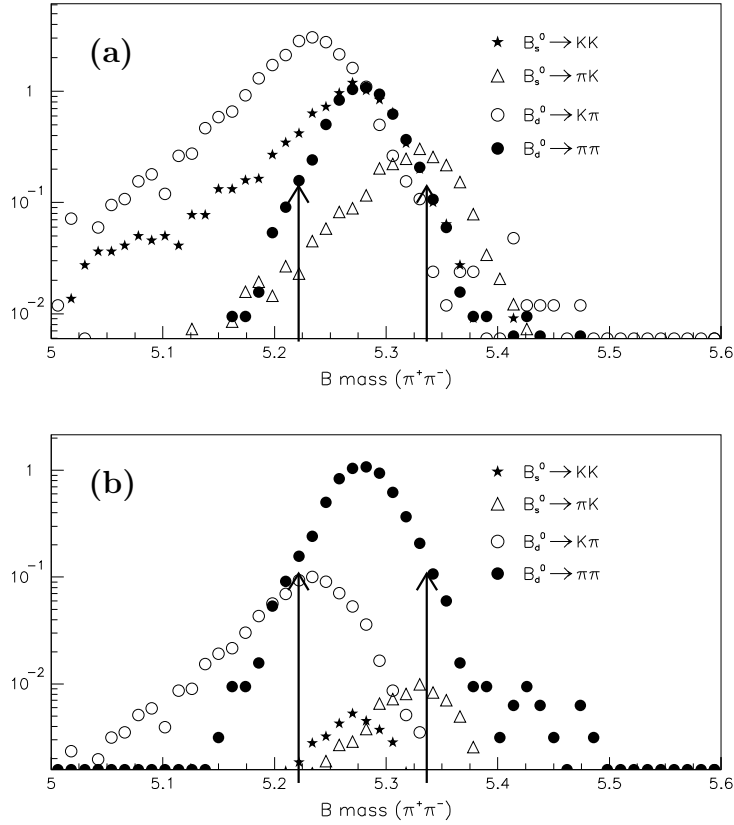 (a)
★ B_s^0→KK
△ B_s^0→πK
○ B_d^0→Kπ
● B_d^0→ππ
1
10^-1
10^-2
5 5.1 5.2 5.3 5.4 5.5 5.6
B mass (π^+π^-)
(b)
★ B_s^0→KK
△ B_s^0→πK
○ B_d^0→Kπ
● B_d^0→ππ
1
10^-1
10^-2
5 5.1 5.2 5.3 5.4 5.5 5.6
B mass (π^+π^-)